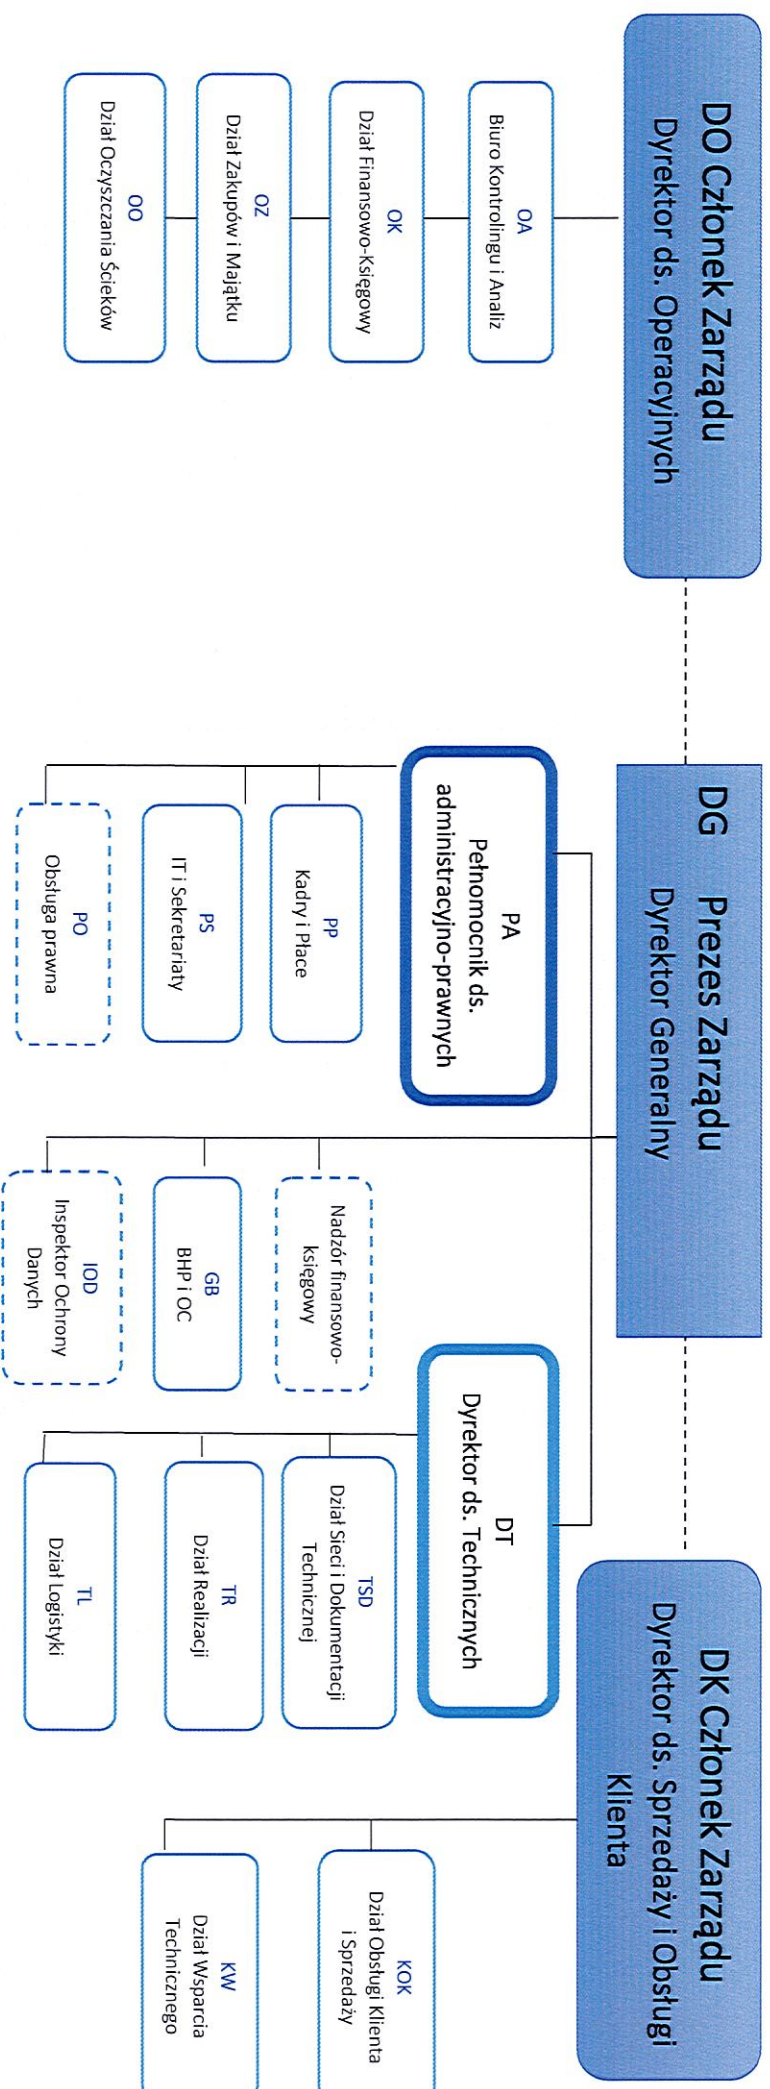 DO Członek Zarządu
Dyrektor ds. Operacyjnych
OA
Biuro Kontrolingu i Analiz
OK
Dział Finansowo-Księgowy
OZ
Dział Zakupów i Majątku
OO
Dział Oczyszczania Ścieków
DG Prezes Zarządu
Dyrektor Generalny
PA
Pełnomocnik ds.
administracyjno-prawnych
PP
Kadry i Płace
PS
IT i Sekretariaty
PO
Obsługa prawna
Nadzór finansowo-
księgowy
GB
BHP i OC
IOD
Inspektor Ochrony
Danych
DT
Dyrektor ds. Technicznych
TSD
Dział Sieci i Dokumentacji
Technicznej
TR
Dział Realizacji
TL
Dział Logistyki
DK Członek Zarządu
Dyrektor ds. Sprzedaży i Obsługi
Klienta
KOK
Dział Obsługi Klienta
i Sprzedaży
KW
Dział Wsparcia
Technicznego